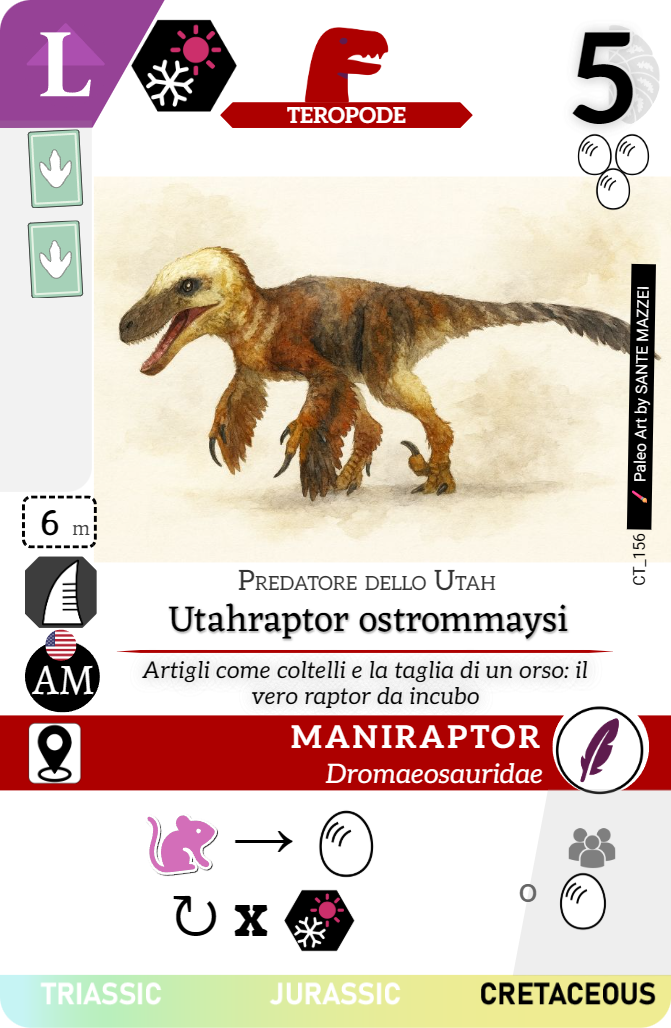 L
TEROPODE
5
Paleo Art by SANTE MAZZEI
CT_156
6 m
AM
Predatore dello Utah
Utahraptor ostrommaysi
Artigli come coltelli e la taglia di un orso: il
vero raptor da incubo
MANIRAPTOR
Dromaeosauridae
x
o
TRIASSIC JURASSIC CRETACEOUS